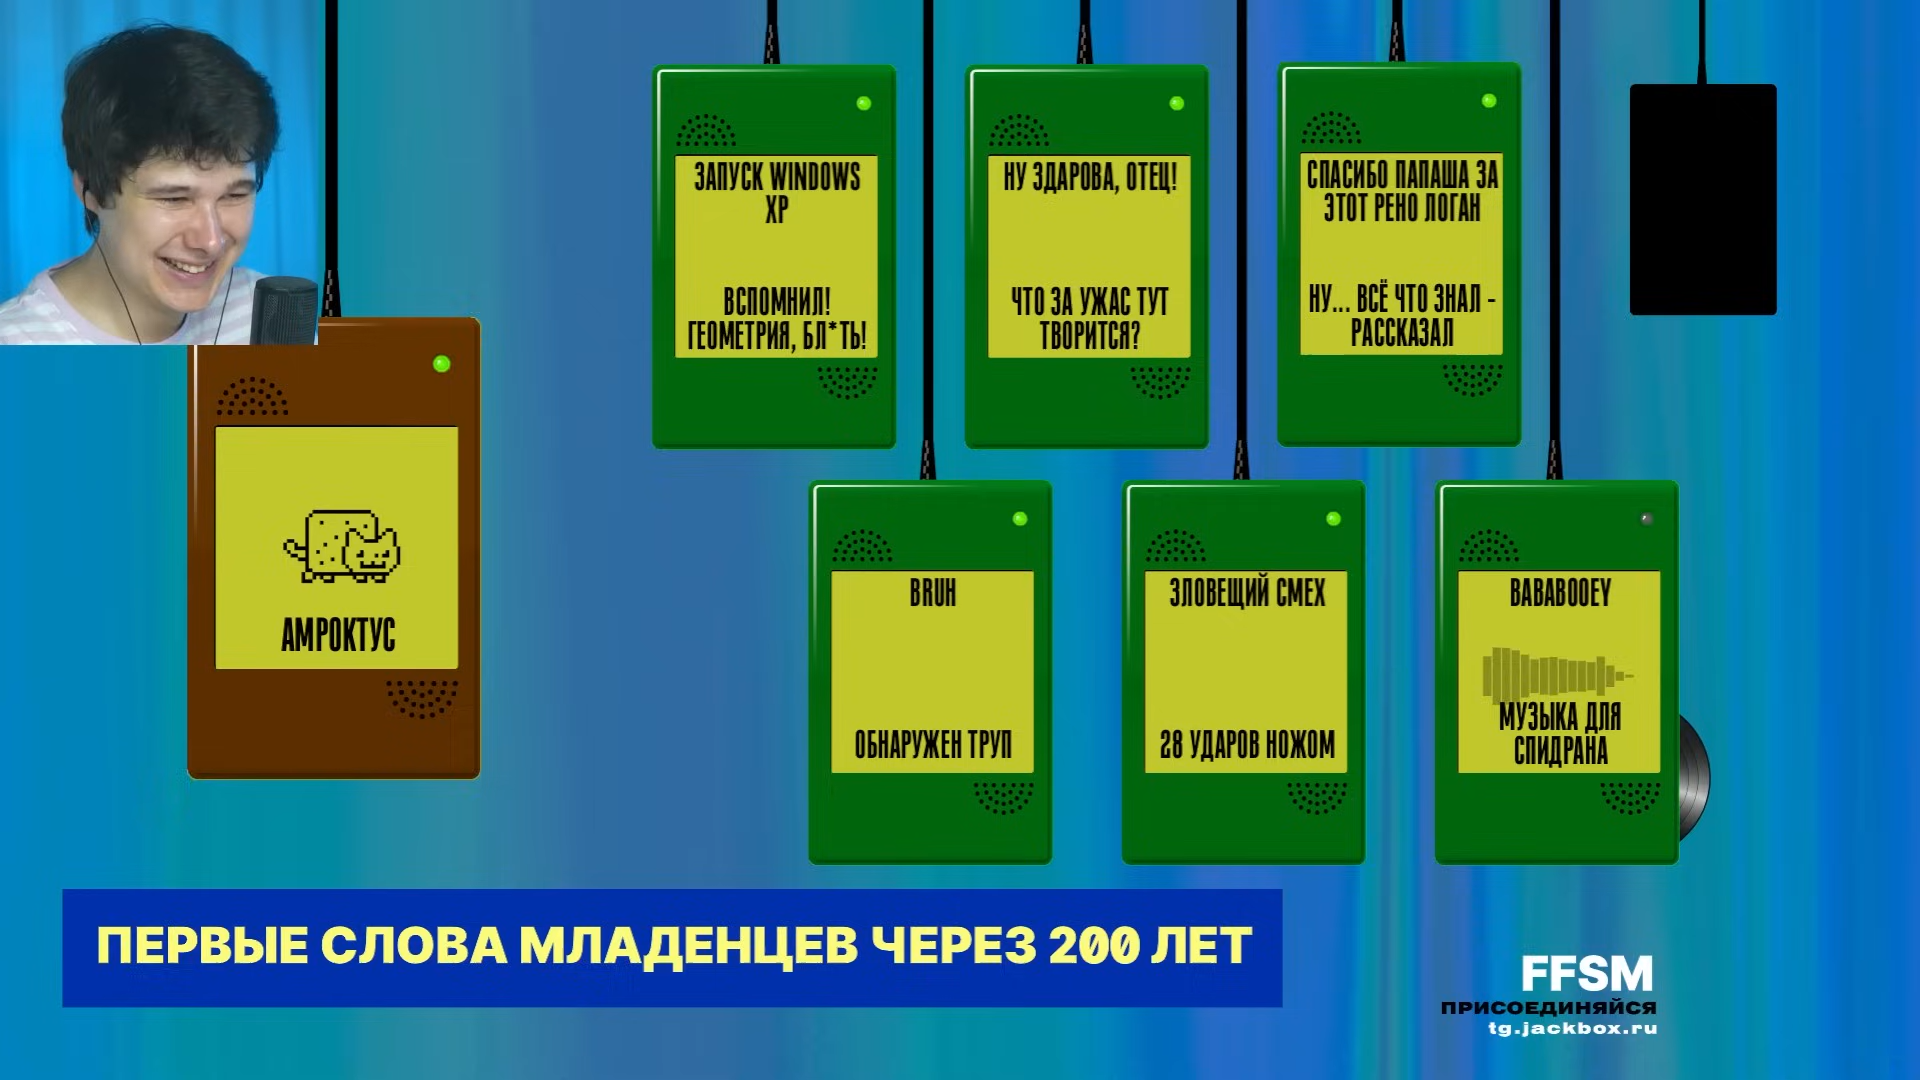 ЗАПУСК WINDOWS
XP
ВСПОМНИЛ!
ГЕОМЕТРИЯ, БЛ*ТЬ!
НУ ЗДАРОВА, ОТЕЦ!
ЧТО ЗА УЖАС ТУТ
ТВОРИТСЯ?
СПАСИБО ПАПАША ЗА
ЭТОТ РЕНО ЛОГАН
НУ... ВСЁ ЧТО ЗНАЛ -
РАССКАЗАЛ
АМРОКТУС
BRUH
ОБНАРУЖЕН ТРУП
ЗЛОВЕЩИЙ СМЕХ
28 УДАРОВ НОЖОМ
BABABOOEY
МУЗЫКА ДЛЯ
СПИДРАНА
ПЕРВЫЕ СЛОВА МЛАДЕНЦЕВ ЧЕРЕЗ 200 ЛЕТ
FFSM
ПРИСОЕДИНЯЙСЯ
tg.jackbox.ru